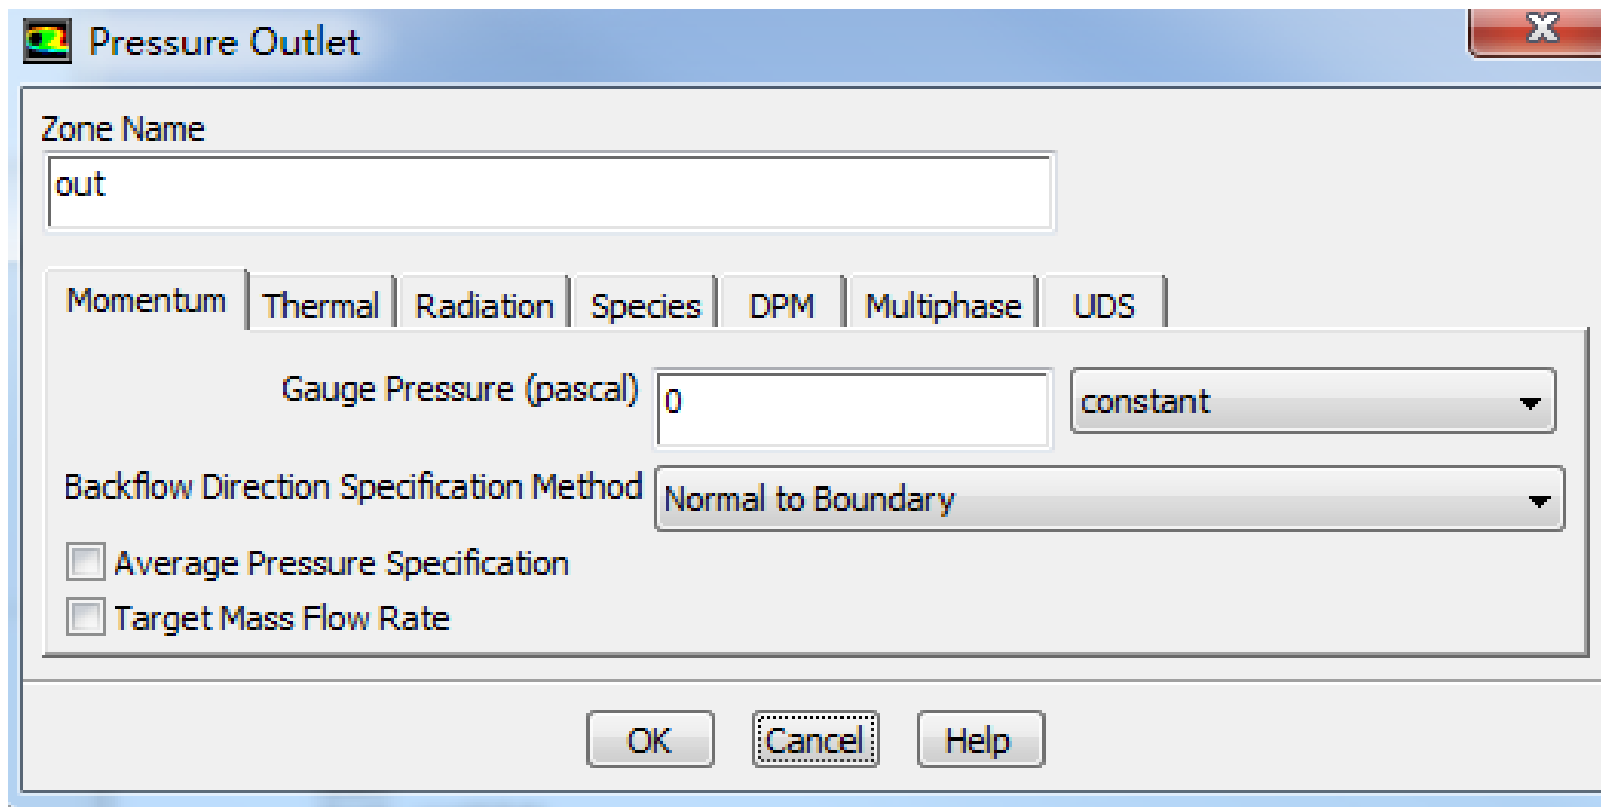 Pressure Outlet
Zone Name
out
Momentum Thermal Radiation Species DPM Multiphase UDS
Gauge Pressure (pascal) 0 constant
Backflow Direction Specification Method Normal to Boundary
Average Pressure Specification
Target Mass Flow Rate
OK Cancel Help